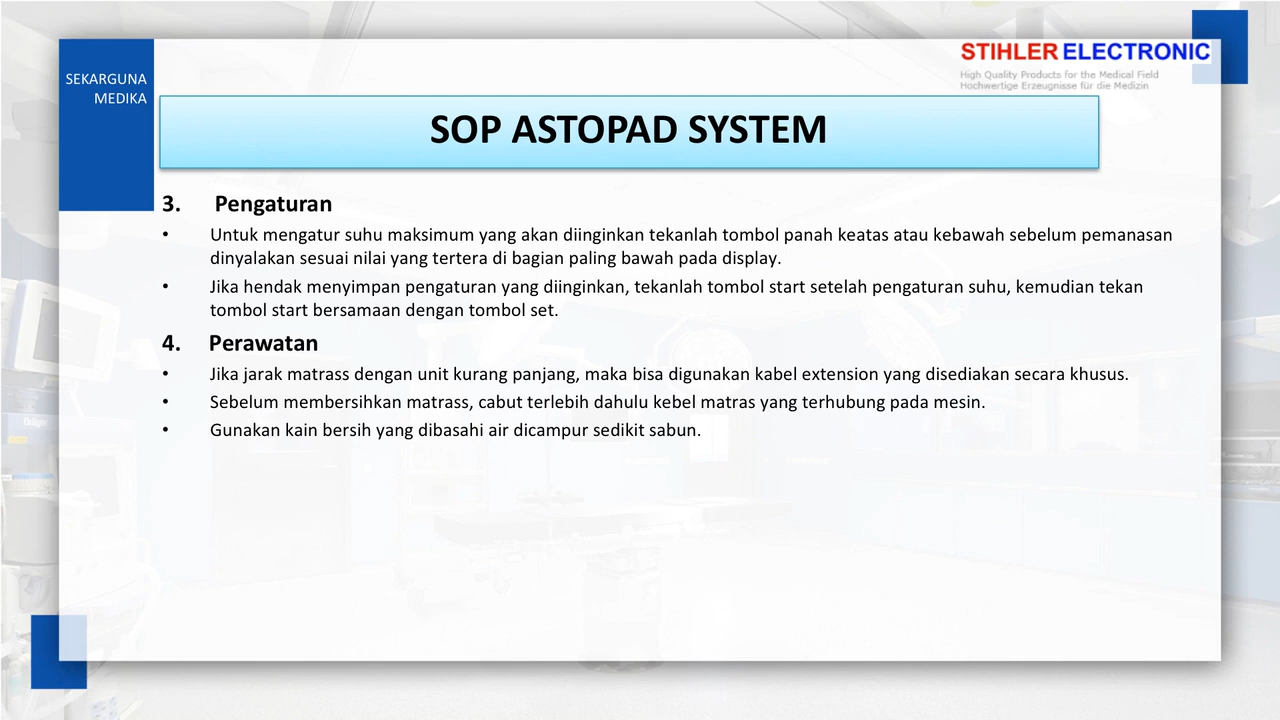 STIHLER ELECTRONIC
High Quality Products for the Medical Field
Hochwertige Erzeugnisse für die Medizin
SEKARGUNA
MEDIKA
SOP ASTOPAD SYSTEM
3. Pengaturan
• Untuk mengatur suhu maksimum yang akan diinginkan tekanlah tombol panah keatas atau kebawah sebelum pemanasan
dinyalakan sesuai nilai yang tertera di bagian paling bawah pada display.
• Jika hendak menyimpan pengaturan yang diinginkan, tekanlah tombol start setelah pengaturan suhu, kemudian tekan
tombol start bersamaan dengan tombol set.
4. Perawatan
• Jika jarak matrass dengan unit kurang panjang, maka bisa digunakan kabel extension yang disediakan secara khusus.
• Sebelum membersihkan matrass, cabut terlebih dahulu kebel matras yang terhubung pada mesin.
• Gunakan kain bersih yang dibasahi air dicampur sedikit sabun.